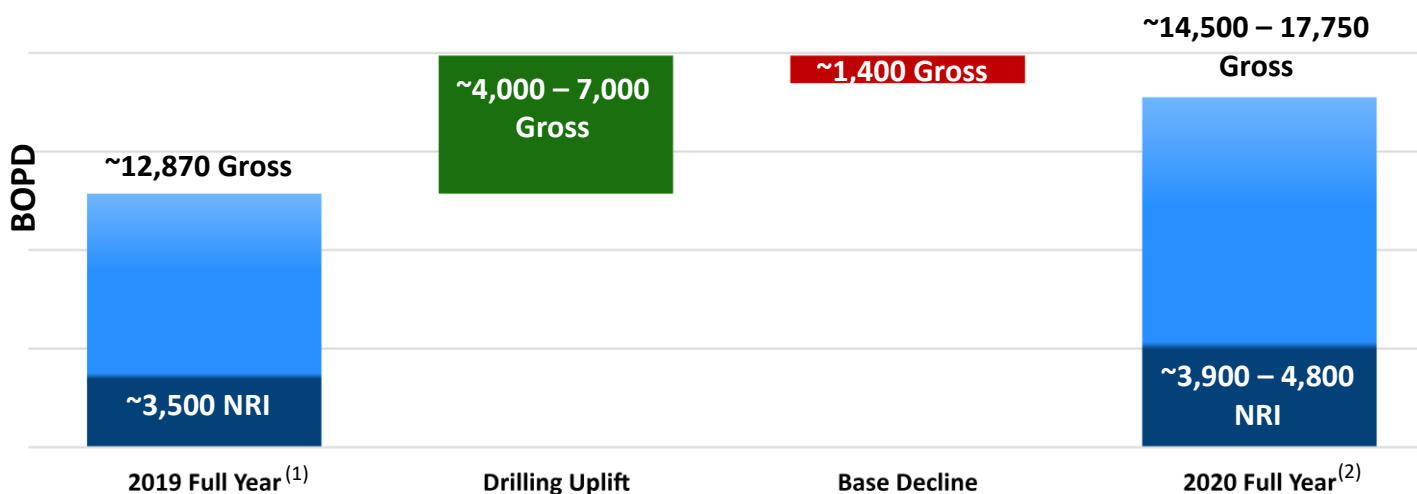 ~14,500 – 17,750
Gross
~4,000 – 7,000
Gross
~1,400 Gross
~12,870 Gross
BOPD
~3,500 NRI
~3,900 – 4,800
NRI
2019 Full Year (1)
Drilling Uplift
Base Decline
2020 Full Year(2)